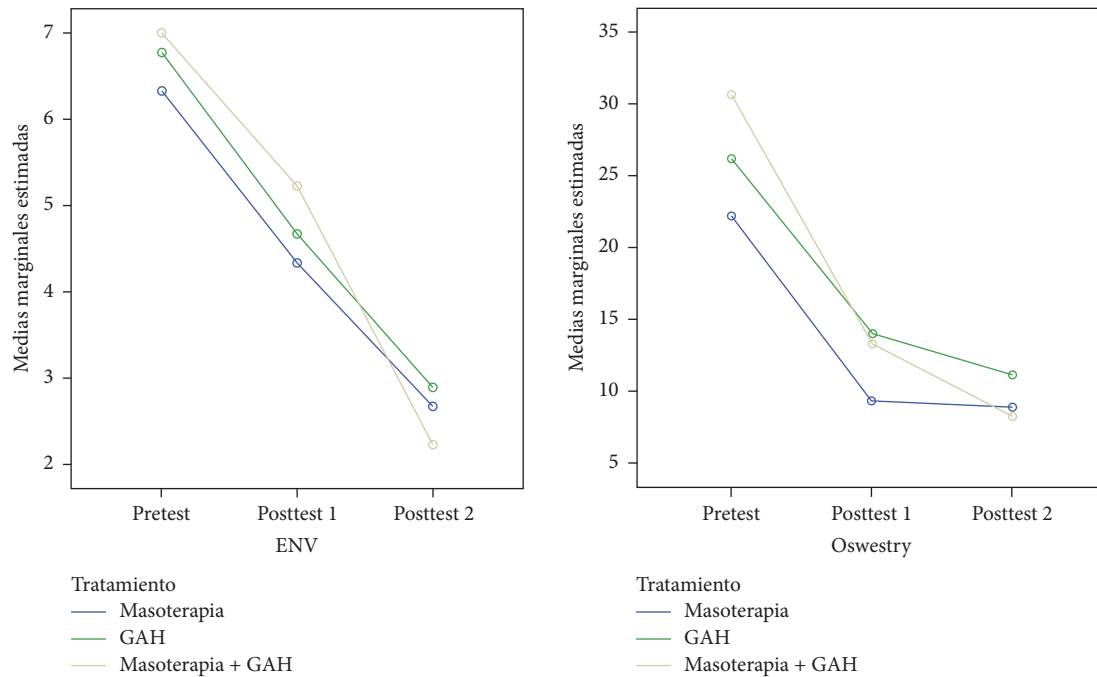 Medias marginales estimadas
7
6
5
4
3
2
Pretest
Posttest 1
Posttest 2
ENV
Tratamiento
Masoterapia
GAH
Masoterapia + GAH
Medias marginales estimadas
35
30
25
20
15
10
5
Pretest
Posttest 1
Posttest 2
Oswestry
Tratamiento
Masoterapia
GAH
Masoterapia + GAH